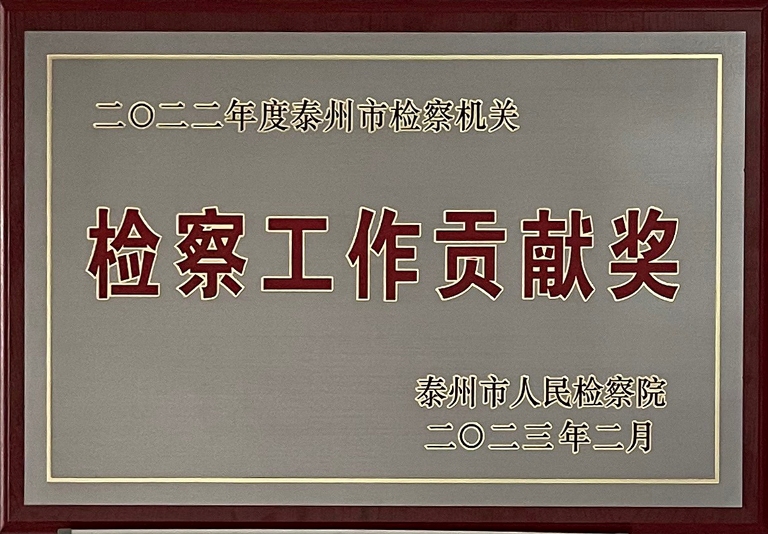 二〇二二年度泰州市检察机关
检察工作贡献奖
泰州市人民检察院
二〇二三年二月